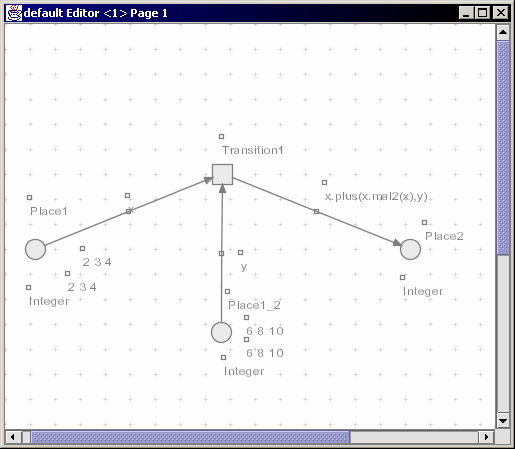 default Editor <1> Page 1
Transition1
x
x.plus(x.mal2(x),y)
Place1
Place2
2 3 4
y
2 3 4
Integer
Integer
Place1_2
6 8 10
6 8 10
Integer